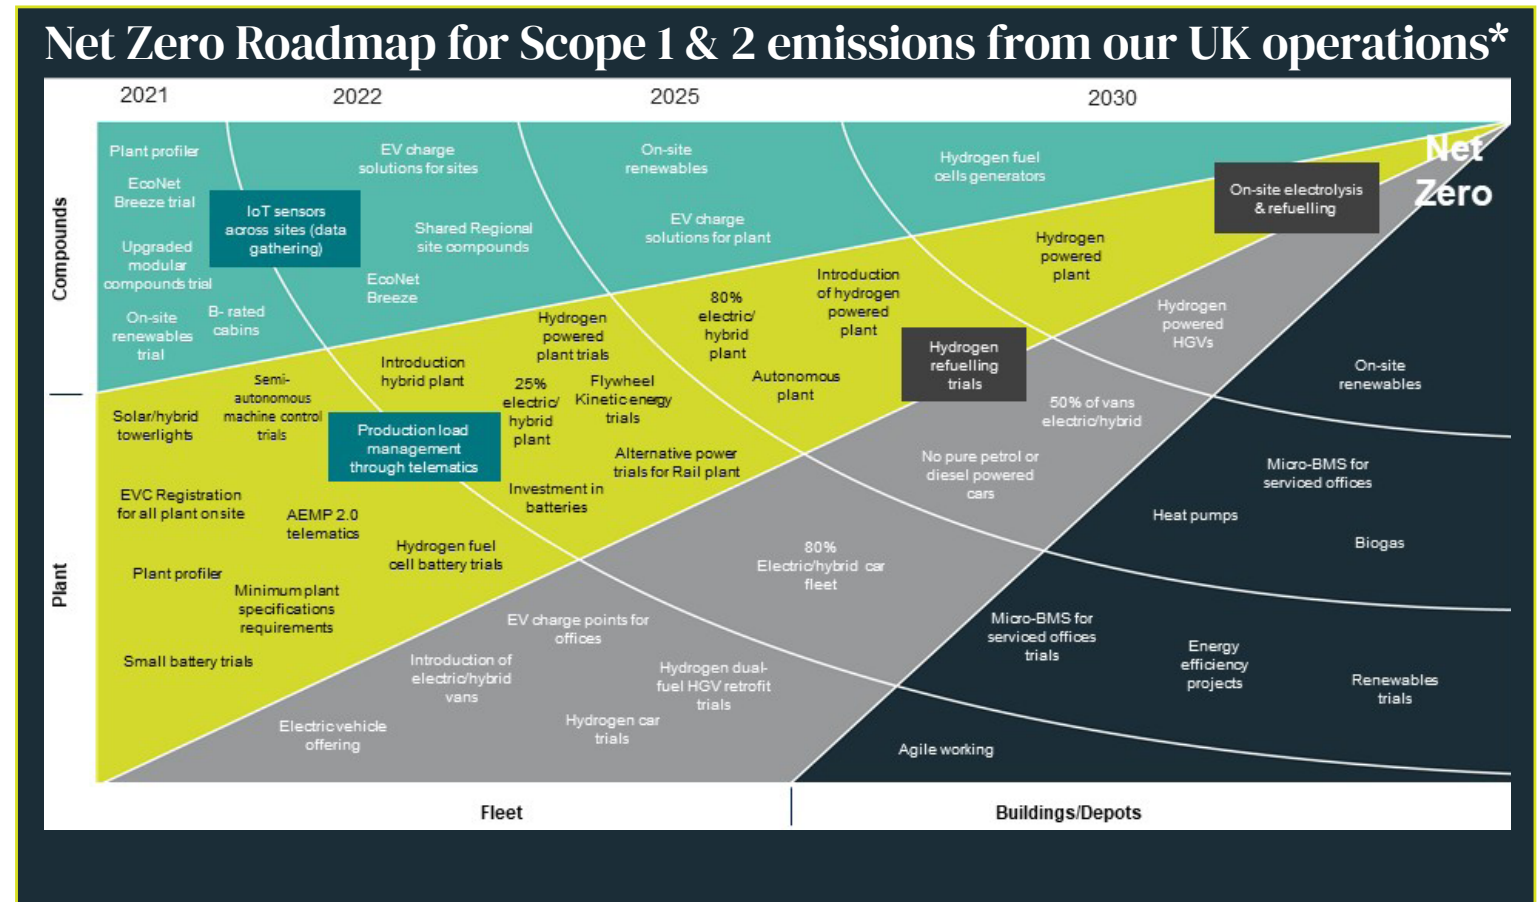 Net Zero Roadmap for Scope 1 & 2 emissions from our UK operations*
2021
2022
2025
2030
Compounds
Plant profiler
EcoNet
Breeze trial
Upgraded
modular
compounds trial
On-site
renewables
trial
B- rated
cabins
IoT sensors
across sites (data
gathering)
EV charge
solutions for sites
Shared Regional
site compounds
EcoNet
Breeze
On-site
renewables
EV charge
solutions for plant
Hydrogen fuel
cells generators
On-site electrolysis
& refuelling
Net
Zero
Plant
Solar/hybrid
towerlights
Semi-
autonomous
machine control
trials
EVC Registration
for all plant onsite
AEMP 2.0
telematics
Plant profiler
Minimum plant
specifications
requirements
Small battery trials
Production load
management
through telematics
Introduction
hybrid plant
Hydrogen fuel
cell battery trials
Hydrogen
powered
plant trials
25%
electric/
hybrid
plant
Flywheel
Kinetic energy
trials
Alternative power
trials for Rail plant
Investment in
batteries
80%
electric/
hybrid
plant
Introduction
of hydrogen
powered
plant
Autonomous
plant
Hydrogen
powered
plant
Hydrogen
refuelling
trials
Electric vehicle
offering
Introduction of
electric/hybrid
vans
EV charge points for
offices
Hydrogen dual-
fuel HGV retrofit
trials
Hydrogen car
trials
80%
Electric/hybrid car
fleet
No pure petrol or
diesel powered
cars
50% of vans
electric/hybrid
Hydrogen
powered
HGVs
Agile working
Micro-BMS for
serviced offices
trials
Energy
efficiency
projects
Renewables
trials
Heat pumps
Micro-BMS for
serviced offices
Biogas
On-site
renewables
Fleet
Buildings/Depots